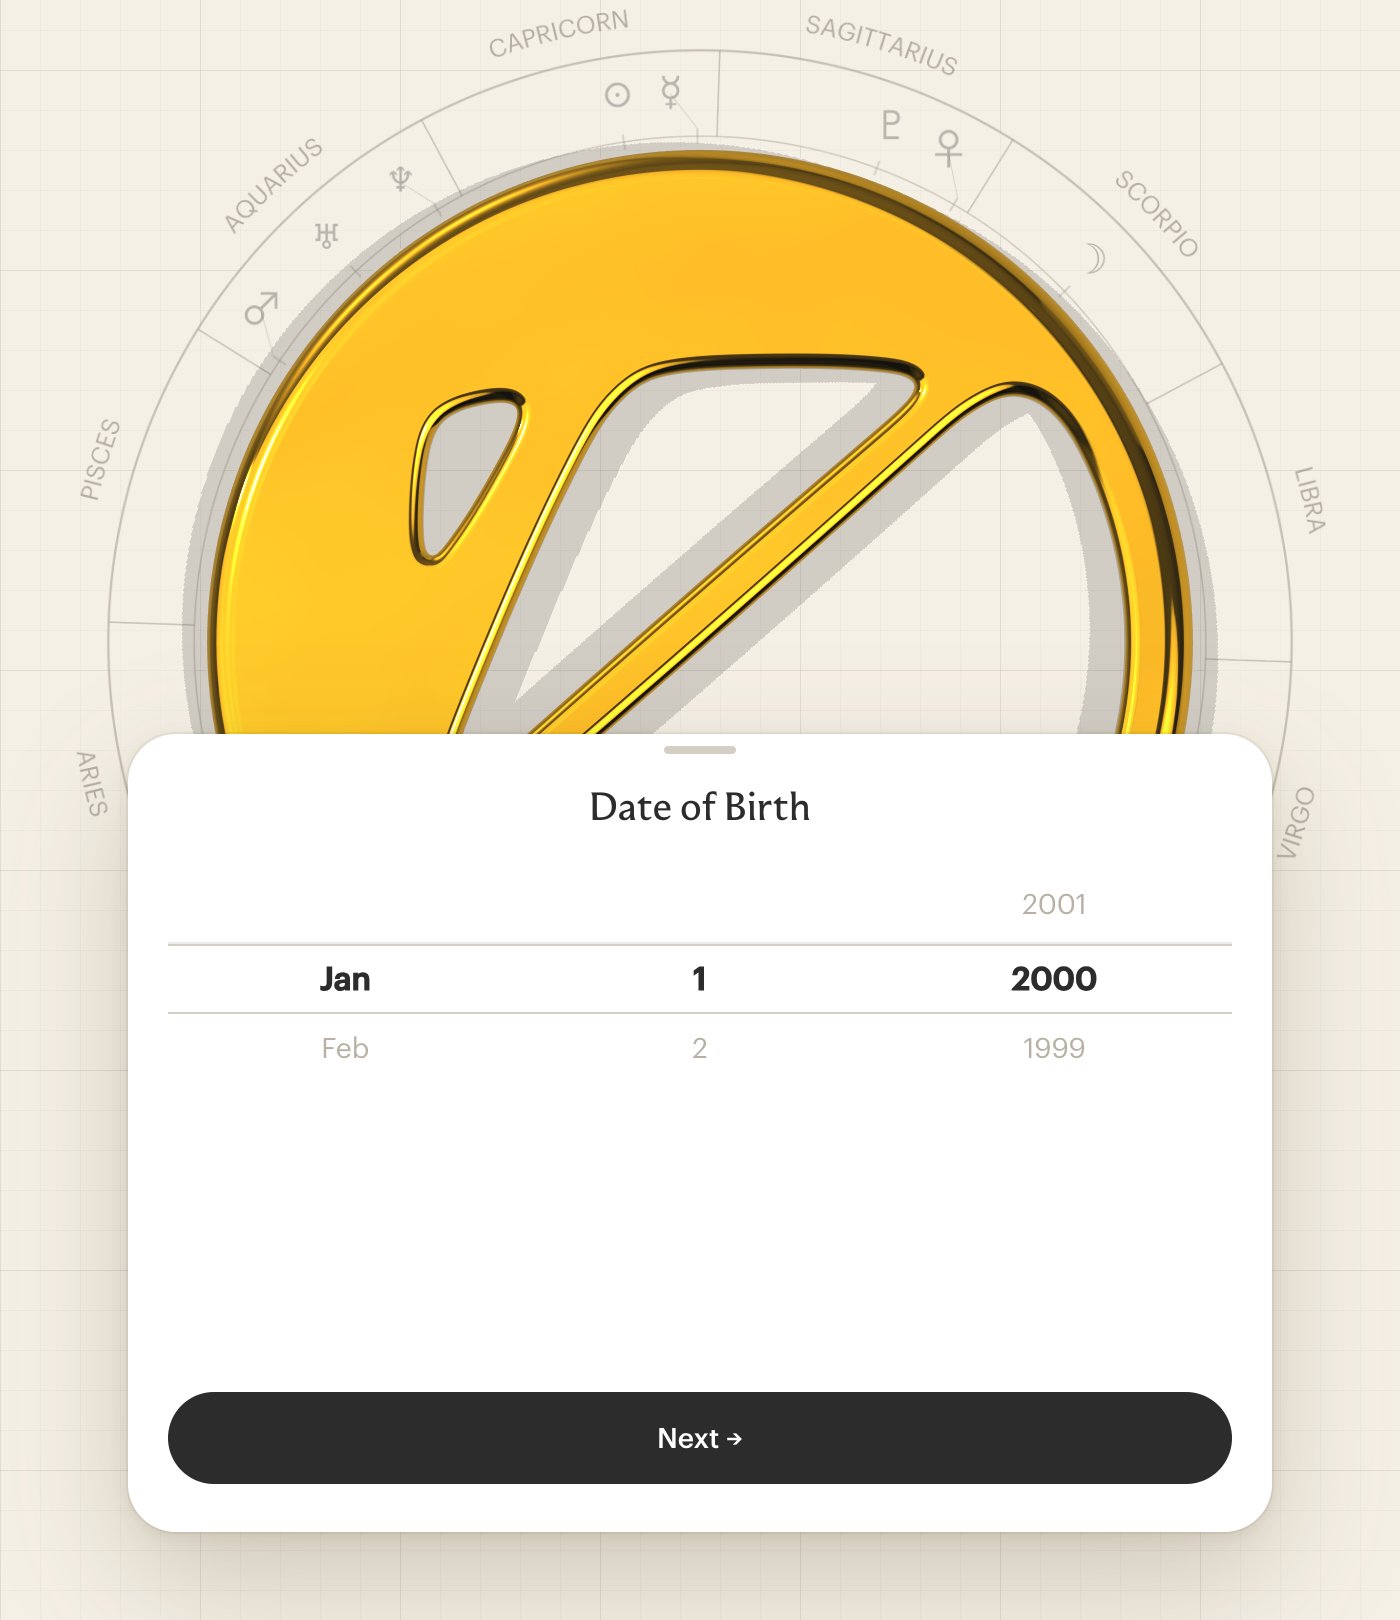 CAPRICORN
SAGITTARIUS
AQUARIUS
SCORPIO
PISCES
LIBRA
ARIES
VIRGO
Date of Birth
2001
Jan 1 2000
Feb 2 1999
Next →